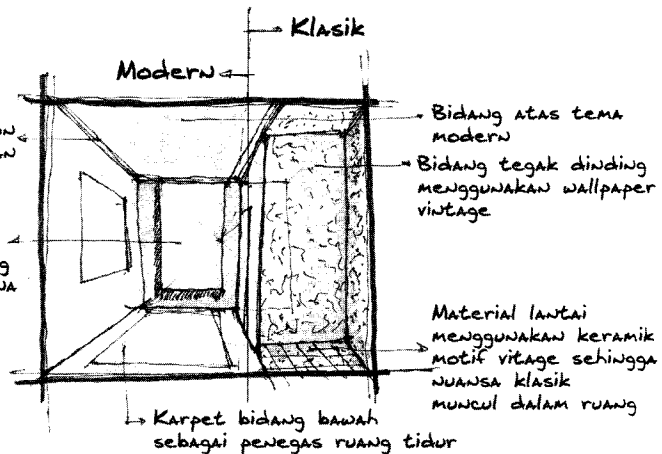 Klasik
Modern
Bidang atas tema
modern
Bidang tegak dinding
menggunakan wallpaper
vintage
Material lantai
menggunakan keramik
motif vitage sehingga
nuansa klasik
muncul dalam ruang
Karpet bidang bawah
sebagai penegas ruang tidur